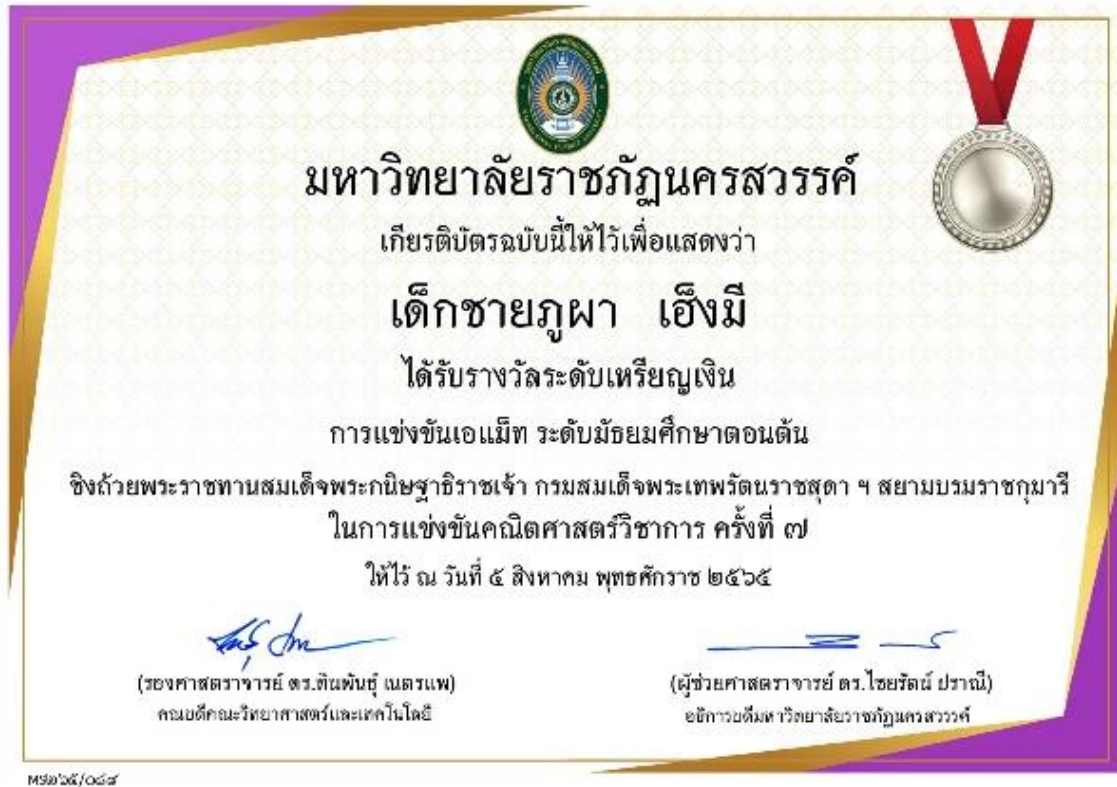 มหาวิทยาลัยราชภัฏนครสวรรค์
เกียรติบัตรฉบับนี้ให้ไว้เพื่อแสดงว่า
เด็กชายภูผา เฮ็งมี
ได้รับรางวัลระดับเหรียญเงิน
การแข่งขันเอแม็ท ระดับมัธยมศึกษาตอนต้น
ชิงถ้วยพระราชทานสมเด็จพระกนิษฐาธิราชเจ้า กรมสมเด็จพระเทพรัตนราชสุดา ฯ สยามบรมราชกุมารี
ในการแข่งขันคณิตศาสตร์วิชาการ ครั้งที่ ๗
ให้ไว้ ณ วันที่ ๕ สิงหาคม พุทธศักราช ๒๕๖๕
(รองศาสตราจารย์ ดร.ทินพันธุ์ เนตรแพ)
คณบดีคณะวิทยาศาสตร์และเทคโนโลยี
(ผู้ช่วยศาสตราจารย์ ดร.ไชยรัตน์ ปราณี)
อธิการบดีมหาวิทยาลัยราชภัฏนครสวรรค์